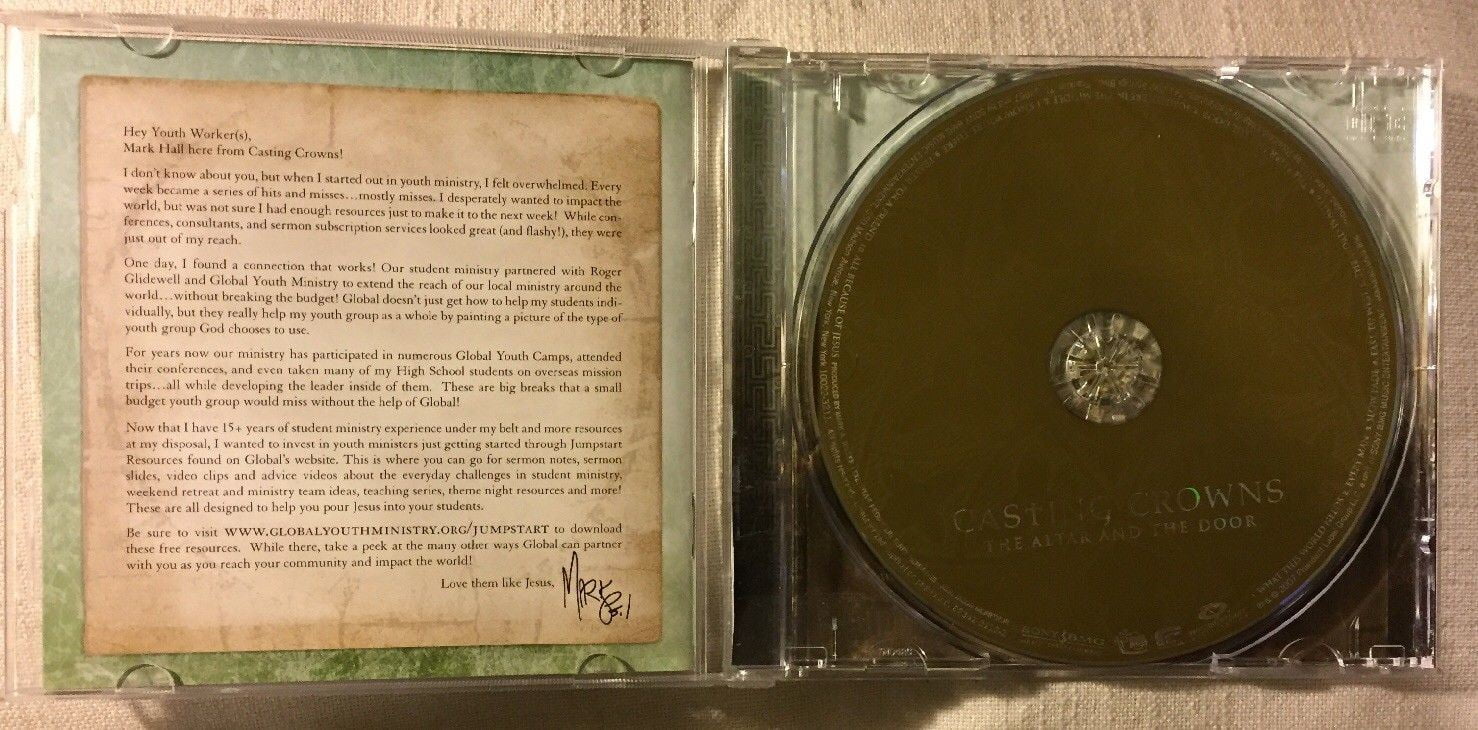 Hey Youth Worker(s),
Mark Hall here from Casting Crowns!
I don't know about you, but when I started out in youth ministry, I felt overwhelmed. Every
week became a series of hits and misses...mostly misses. I desperately wanted to impact the
world, but was not sure I had enough resources just to make it to the next week! While con-
ferences, consultants, and sermon subscription services looked great (and flashy!), they were
just out of my reach.
One day, I found a connection that works! Our student ministry partnered with Roger
Glidewell and Global Youth Ministry to extend the reach of our local ministry around the
world...without breaking the budget! Global doesn't just get how to help my students indi-
vidually, but they really help my youth group as a whole by painting a picture of the type of
youth group God chooses to use.
For years now our ministry has participated in numerous Global Youth Camps, attended
their conferences, and even taken many of my High School students on overseas mission
trips...all while developing the leader inside of them. These are big breaks that a small
budget youth group would miss without the help of Global!
Now that I have 15+ years of student ministry experience under my belt and more resources
at my disposal, I wanted to invest in youth ministers just getting started through Jumpstart
Resources found on Global's website. This is where you can go for sermon notes, sermon
slides, video clips and advice videos about the everyday challenges in student ministry,
weekend retreat and ministry team ideas, teaching series, theme night resources and more!
These are all designed to help you pour Jesus into your students.
Be sure to visit WWW.GLOBALYOUTHMINISTRY.ORG/JUMPSTART to download
these free resources. While there, take a peek at the many other ways Global can partner
with you as you reach your community and impact the world!
Love them like Jesus,
Mark
CASTING CROWNS
THE ALTAR AND THE DOOR
SONY BMG